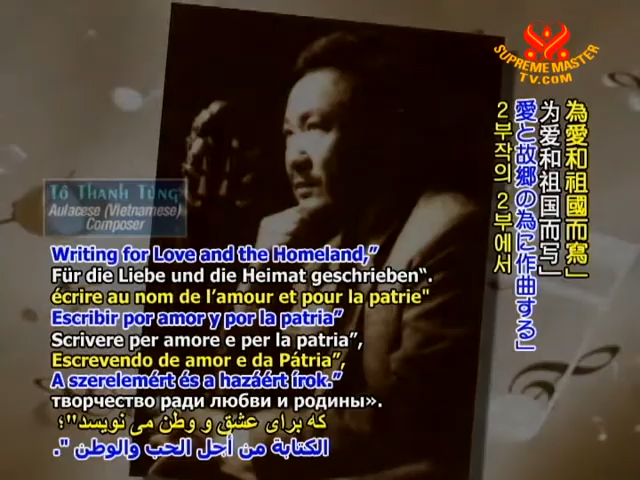 SUPREME MASTER
TV.COM
為愛和祖國而寫」
为爱和祖国而写」
愛と故郷の為に作曲する」
2부작의 2부에서
Tô Thanh Tùng
Aulacese (Vietnamese)
Composer
Writing for Love and the Homeland,”
Für die Liebe und die Heimat geschrieben“.
écrire au nom de l’amour et pour la patrie"
Escribir por amor y por la patria”
Scrivere per amore e per la patria”,
Escrevendo de amor e da Pátria”,
A szerelemért és a hazáért írok.”
творчество ради любви и родины».
که برای عشق و وطن می نویسد"؛
الكتابة من أجل الحب والوطن ".